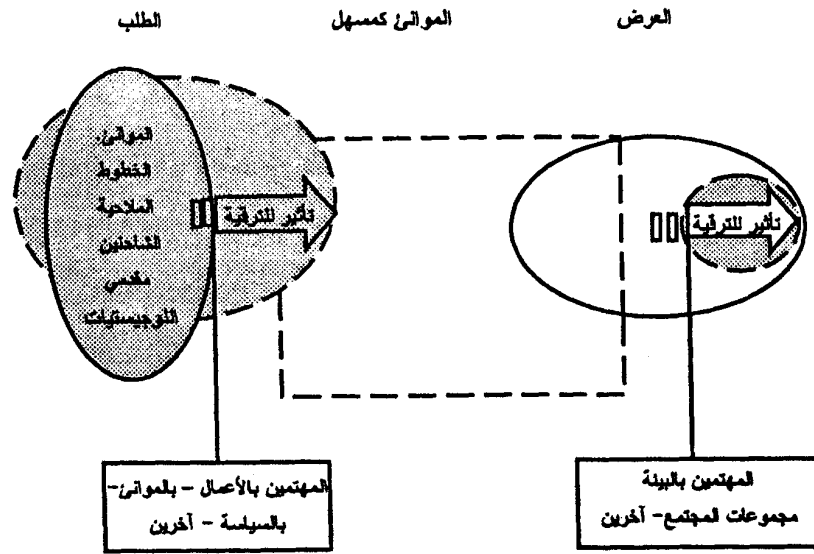 العرض
الموانئ كمسهل
الطلب
الموانئ.
الخطوط
الملاحية
الشاحنين
مقدمي
اللوجيستيات
تأثير للترقية
تأثير للترقية
المهتمين بالبيئة
مجموعات المجتمع- آخرين
المهتمين بالأعمال - بالموانئ-
بالسياسة - آخرين